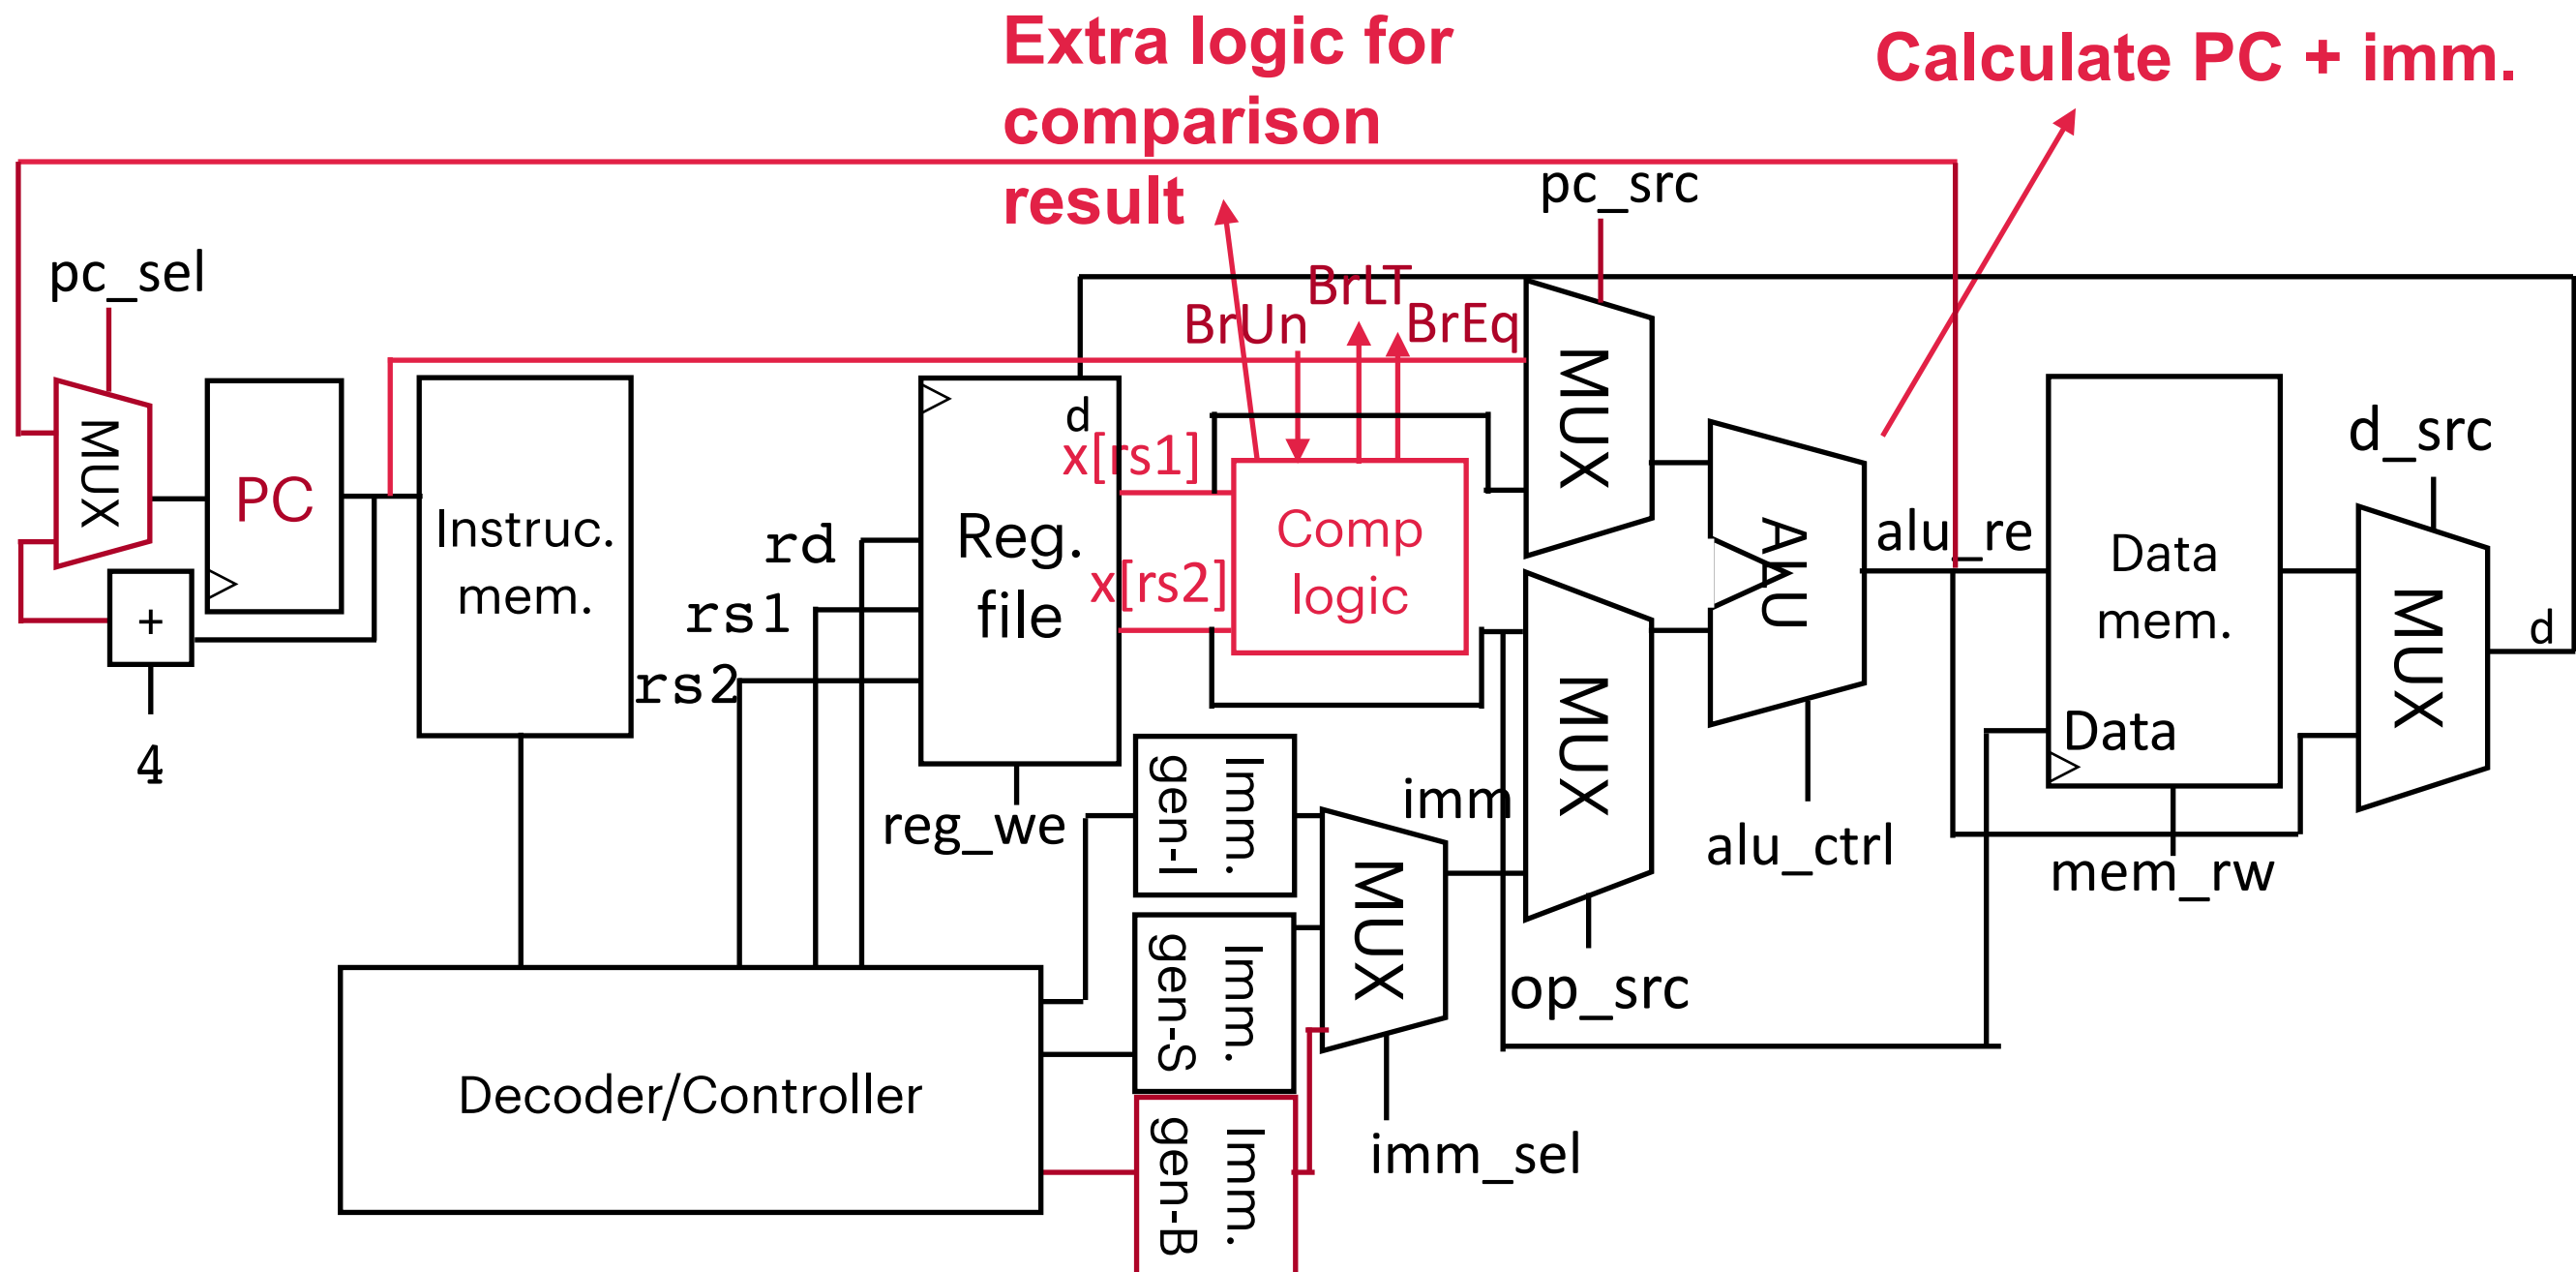 Extra logic for
comparison
result
Calculate PC + imm.
pc_src
pc_sel
BrLT
BrUn
BrEq
MUX
PC
Instruc.
mem.
+
4
rd
rs1
rs2
d
x[rs1]
x[rs2]
Reg.
file
reg_we
Comp
logic
MUX
MUX
ALU
alu_re
alu_ctrl
op_src
Data
mem.
Data
mem_rw
d_src
MUX
d
imm
Imm.
gen-I
Imm.
gen-S
Imm.
gen-B
MUX
imm_sel
Decoder/Controller